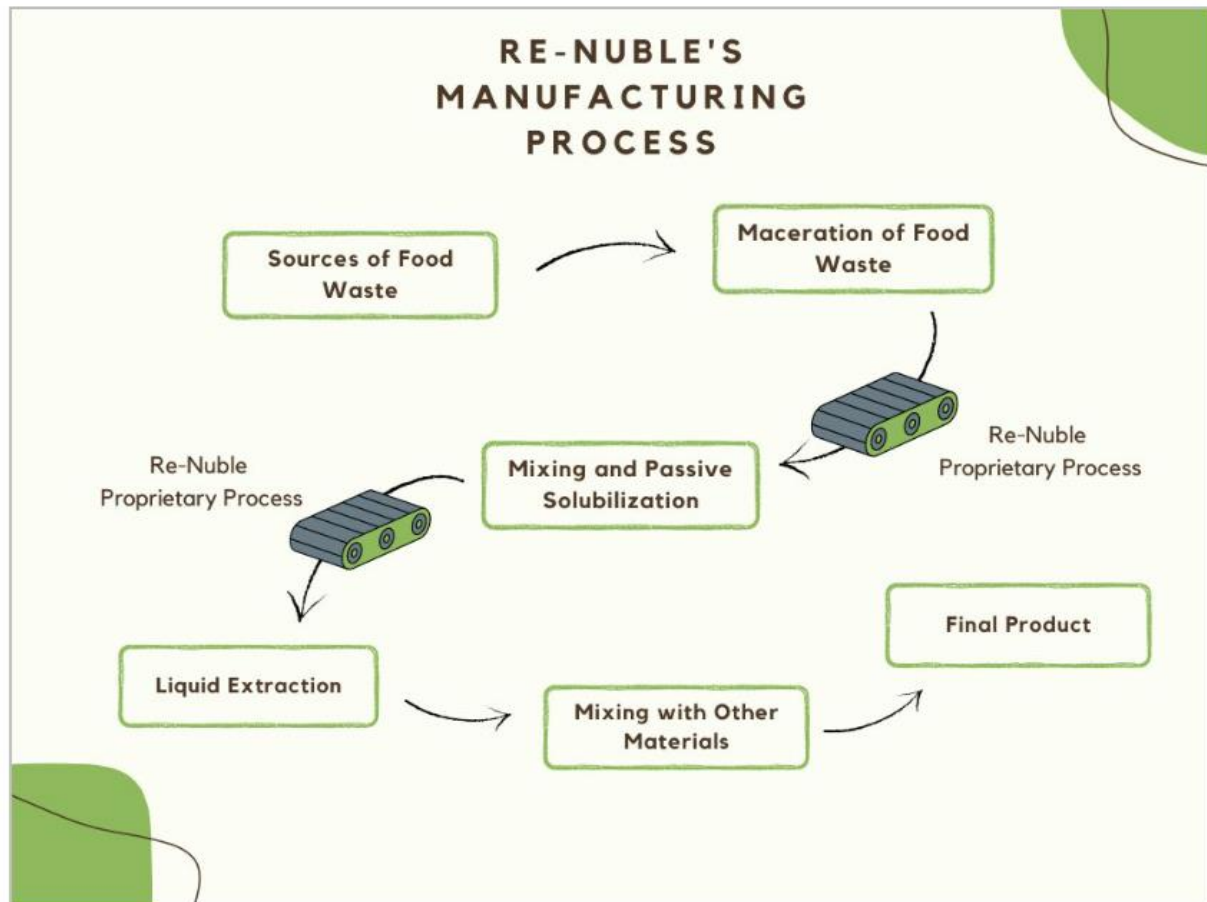 RE-NUBLE'S
MANUFACTURING
PROCESS
Sources of Food
Waste
Maceration of Food
Waste
Re-Nuble
Proprietary Process
Mixing and Passive
Solubilization
Re-Nuble
Proprietary Process
Liquid Extraction
Mixing with Other
Materials
Final Product